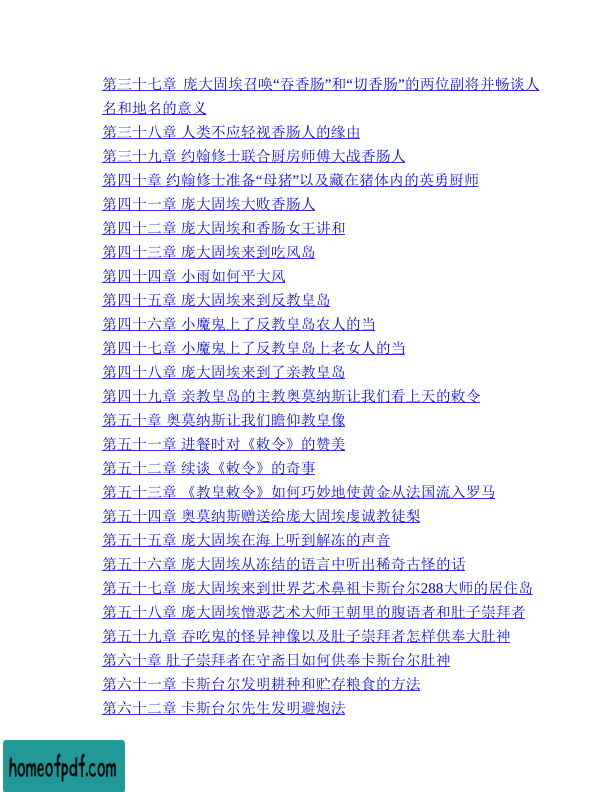 第三十七章 庞大固埃召唤“吞香肠”和“切香肠”的两位副将并畅谈人
名和地名的意义
第三十八章 人类不应轻视香肠人的缘由
第三十九章 约翰修士联合厨房师傅大战香肠人
第四十章 约翰修士准备“母猪”以及藏在猪体内的英勇厨师
第四十一章 庞大固埃大败香肠人
第四十二章 庞大固埃和香肠女王讲和
第四十三章 庞大固埃来到吃风岛
第四十四章 小雨如何平大风
第四十五章 庞大固埃来到反教皇岛
第四十六章 小魔鬼上了反教皇岛农人的当
第四十七章 小魔鬼上了反教皇岛上老女人的当
第四十八章 庞大固埃来到了亲教皇岛
第四十九章 亲教皇岛的主教奥莫纳斯让我们看上天的敕令
第五十章 奥莫纳斯让我们瞻仰教皇像
第五十一章 进餐时对《敕令》的赞美
第五十二章 续谈《敕令》的奇事
第五十三章 《教皇敕令》如何巧妙地使黄金从法国流入罗马
第五十四章 奥莫纳斯赠送给庞大固埃虔诚教徒梨
第五十五章 庞大固埃在海上听到解冻的声音
第五十六章 庞大固埃从冻结的语言中听出稀奇古怪的话
第五十七章 庞大固埃来到世界艺术鼻祖卡斯台尔288大师的居住岛
第五十八章 庞大固埃憎恶艺术大师王朝里的腹语者和肚子崇拜者
第五十九章 吞吃鬼的怪异神像以及肚子崇拜者怎样供奉大肚神
第六十章 肚子崇拜者在守斋日如何供奉卡斯台尔肚神
第六十一章 卡斯台尔发明耕种和贮存粮食的方法
第六十二章 卡斯台尔先生发明避炮法
homeofpdf.com